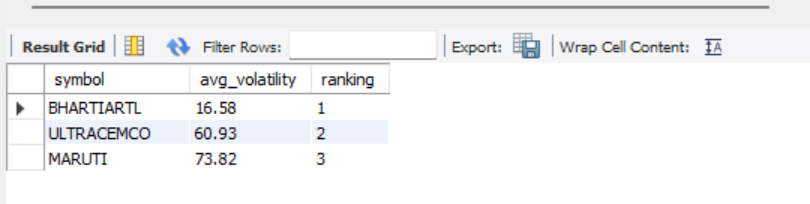 Result Grid Filter Rows: Export: Wrap Cell Content: IA
symbol avg_volatility ranking
BHARTIARTL 16.58 1
ULTRACEMCO 60.93 2
MARUTI 73.82 3